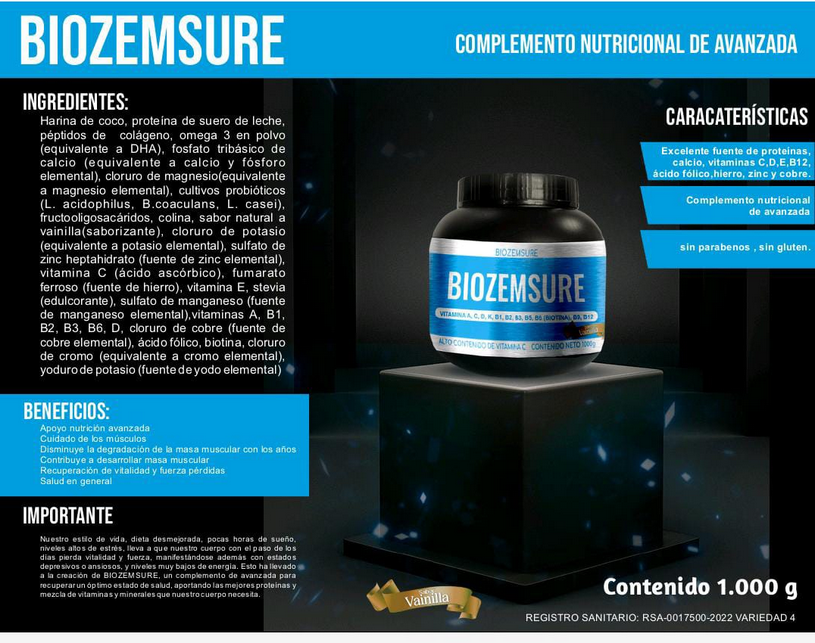 BIOZEMSURE
COMPLEMENTO NUTRICIONAL DE AVANZADA
INGREDIENTES:
Harina de coco, proteína de suero de leche,
péptidos de colágeno, omega 3 en polvo
(equivalente a DHA), fosfato tribásico de
calcio (equivalente a calcio y fósforo
elemental), cloruro de magnesio(equivalente
a magnesio elemental), cultivos probióticos
(L. acidophilus, B.coaculans, L. casei),
fructooligosacáridos, colina, sabor natural a
vainilla(saborizante), cloruro de potasio
(equivalente a potasio elemental), sulfato de
zinc heptahidrato (fuente de zinc elemental),
vitamina C (ácido ascórbico), fumarato
ferroso (fuente de hierro), vitamina E, stevia
(edulcorante), sulfato de manganeso (fuente
de manganeso elemental),vitaminas A, B1,
B2, B3, B6, D, cloruro de cobre (fuente de
cobre elemental), ácido fólico, biotina, cloruro
de cromo (equivalente a cromo elemental),
yoduro de potasio (fuente de yodo elemental)
CARACATERÍSTICAS
Excelente fuente de proteinas,
calcio, vitaminas C,D,E,B12,
ácido fólico,hierro, zinc y cobre.
Complemento nutricional
de avanzada
sin parabenos , sin gluten.
BIOZEMSURE
BIOZEMSURE
VITAMINA A, C, D, K, B1, B2, B3, B5, B6 (BIOTINA), B9, B12
Vainilla
ALTO CONTENIDO DE VITAMINA C. CONTENIDO NETO 1000g
BENEFICIOS:
Apoyo nutrición avanzada
Cuidado de los músculos
Disminuye la degradación de la masa muscular con los años
Contribuye a desarrollar masa muscular
Recuperación de vitalidad y fuerza pérdidas
Salud en general
IMPORTANTE
Nuestro estilo de vida, dieta desmejorada, pocas horas de sueño,
niveles altos de estrés, lleva a que nuestro cuerpo con el paso de los
días pierda vitalidad y fuerza, manifestándose además con estados
depresivos o ansiosos, y niveles muy bajos de energía. Esto ha llevado
a la creación de BIOZEMSURE, un complemento de avanzada para
recuperar un óptimo estado de salud, aportando las mejores proteínas y
mezcla de vitaminas y minerales que nuestro cuerpo necesita.
Vainilla
Contenido 1.000 g
REGISTRO SANITARIO: RSA-0017500-2022 VARIEDAD 4